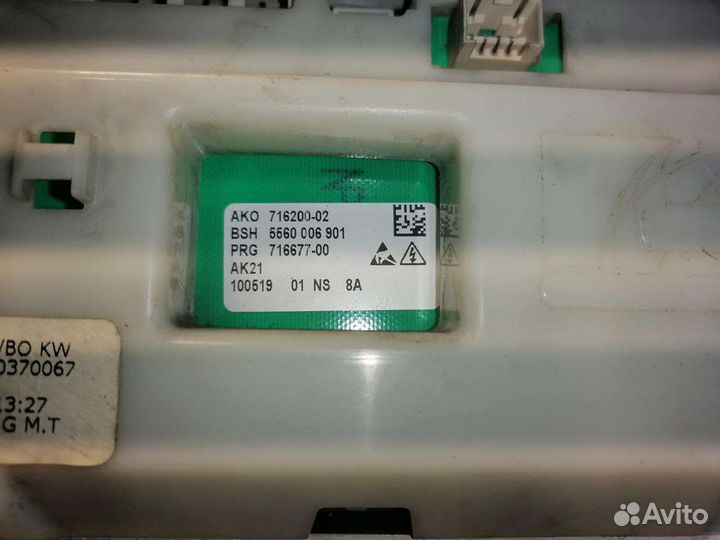 AKO 716200-02
BSH 5560 006 901
PRG 716677-00
AK21
100519 01 NS 8A
/BO KW
0370067
13:27
G M.T
Avito